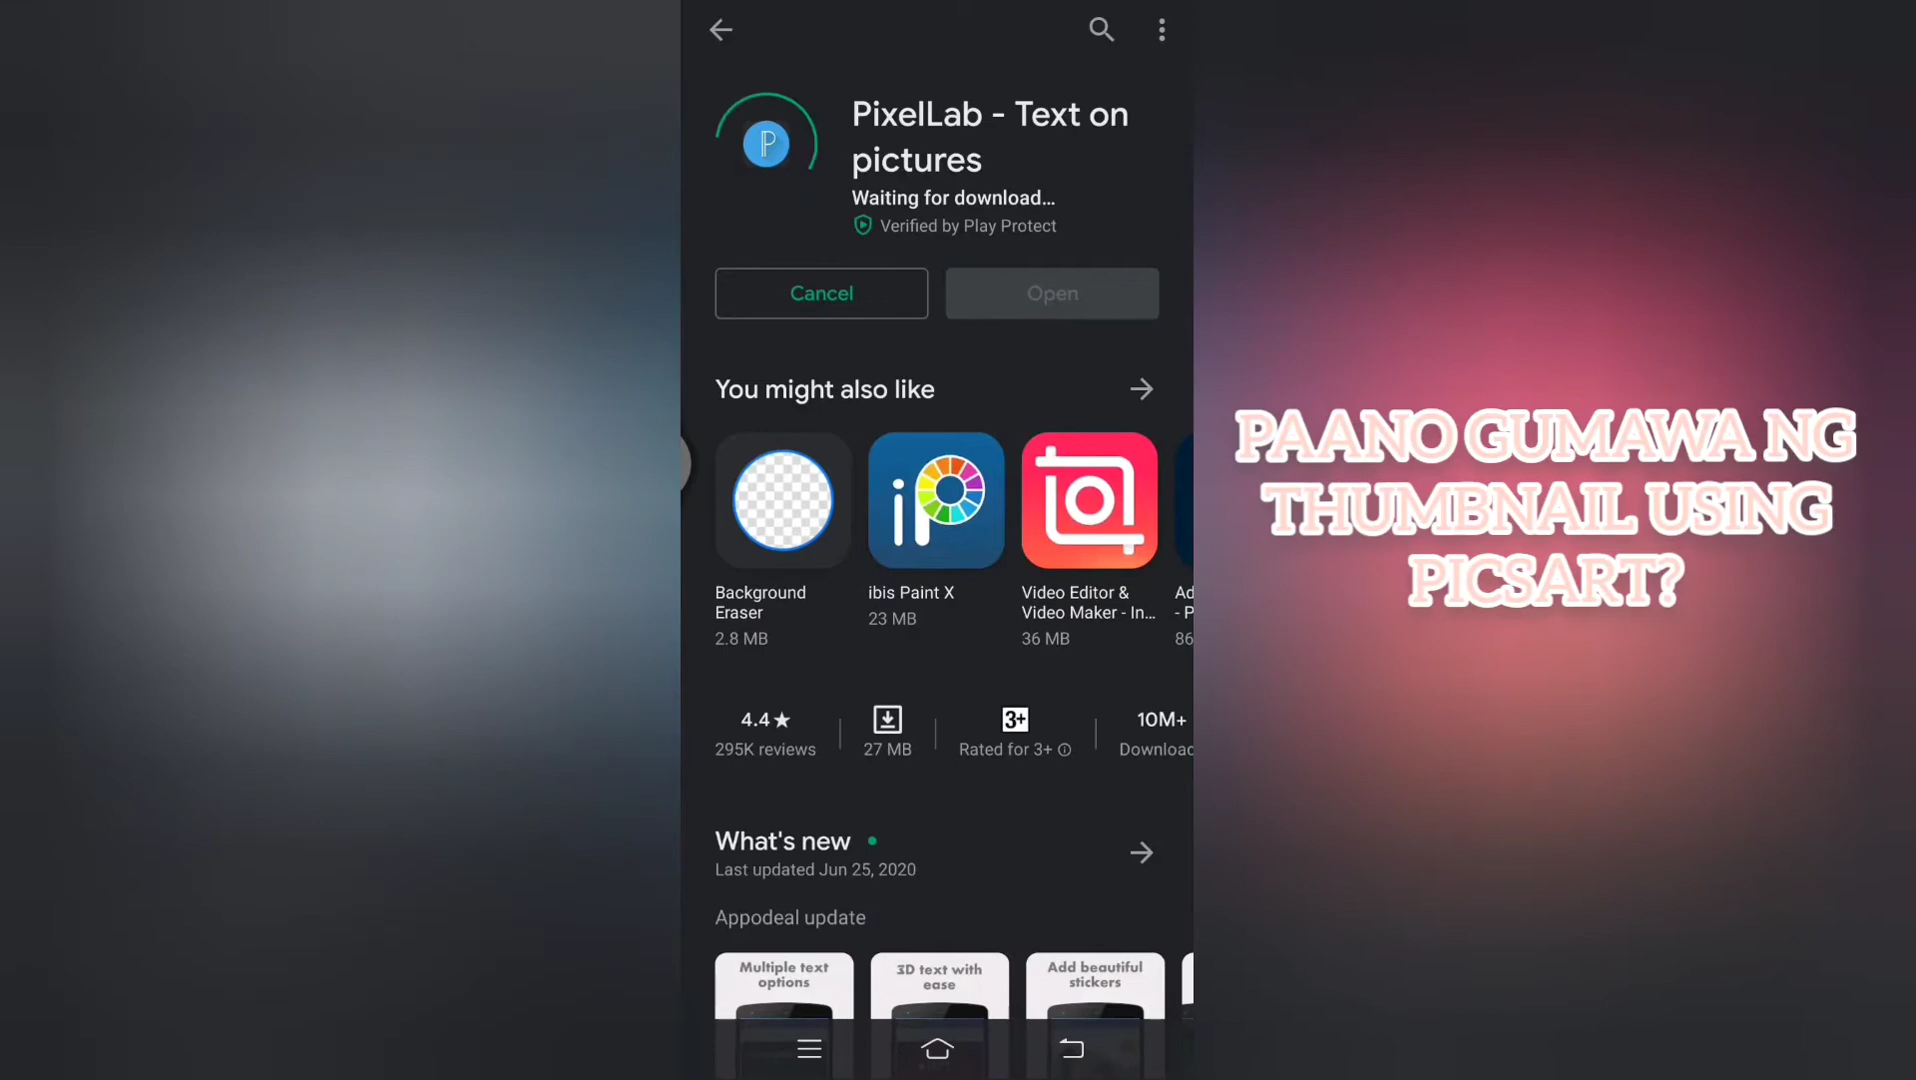 PixelLab - Text on
pictures
Waiting for download...
Verified by Play Protect
Cancel
Open
You might also like
iP
Background
Eraser
2.8 MB
ibis Paint X
23 MB
Video Editor &
Video Maker - In...
36 MB
Ad
- P
86
4.4★
295K reviews
27 MB
3+
Rated for 3+
10M+
Download
What's new
Last updated Jun 25, 2020
Appodeal update
Multiple text
options
3D text with
ease
Add beautiful
stickers
PAANO GUMAWA NG
THUMBNAIL USING
PICSART?